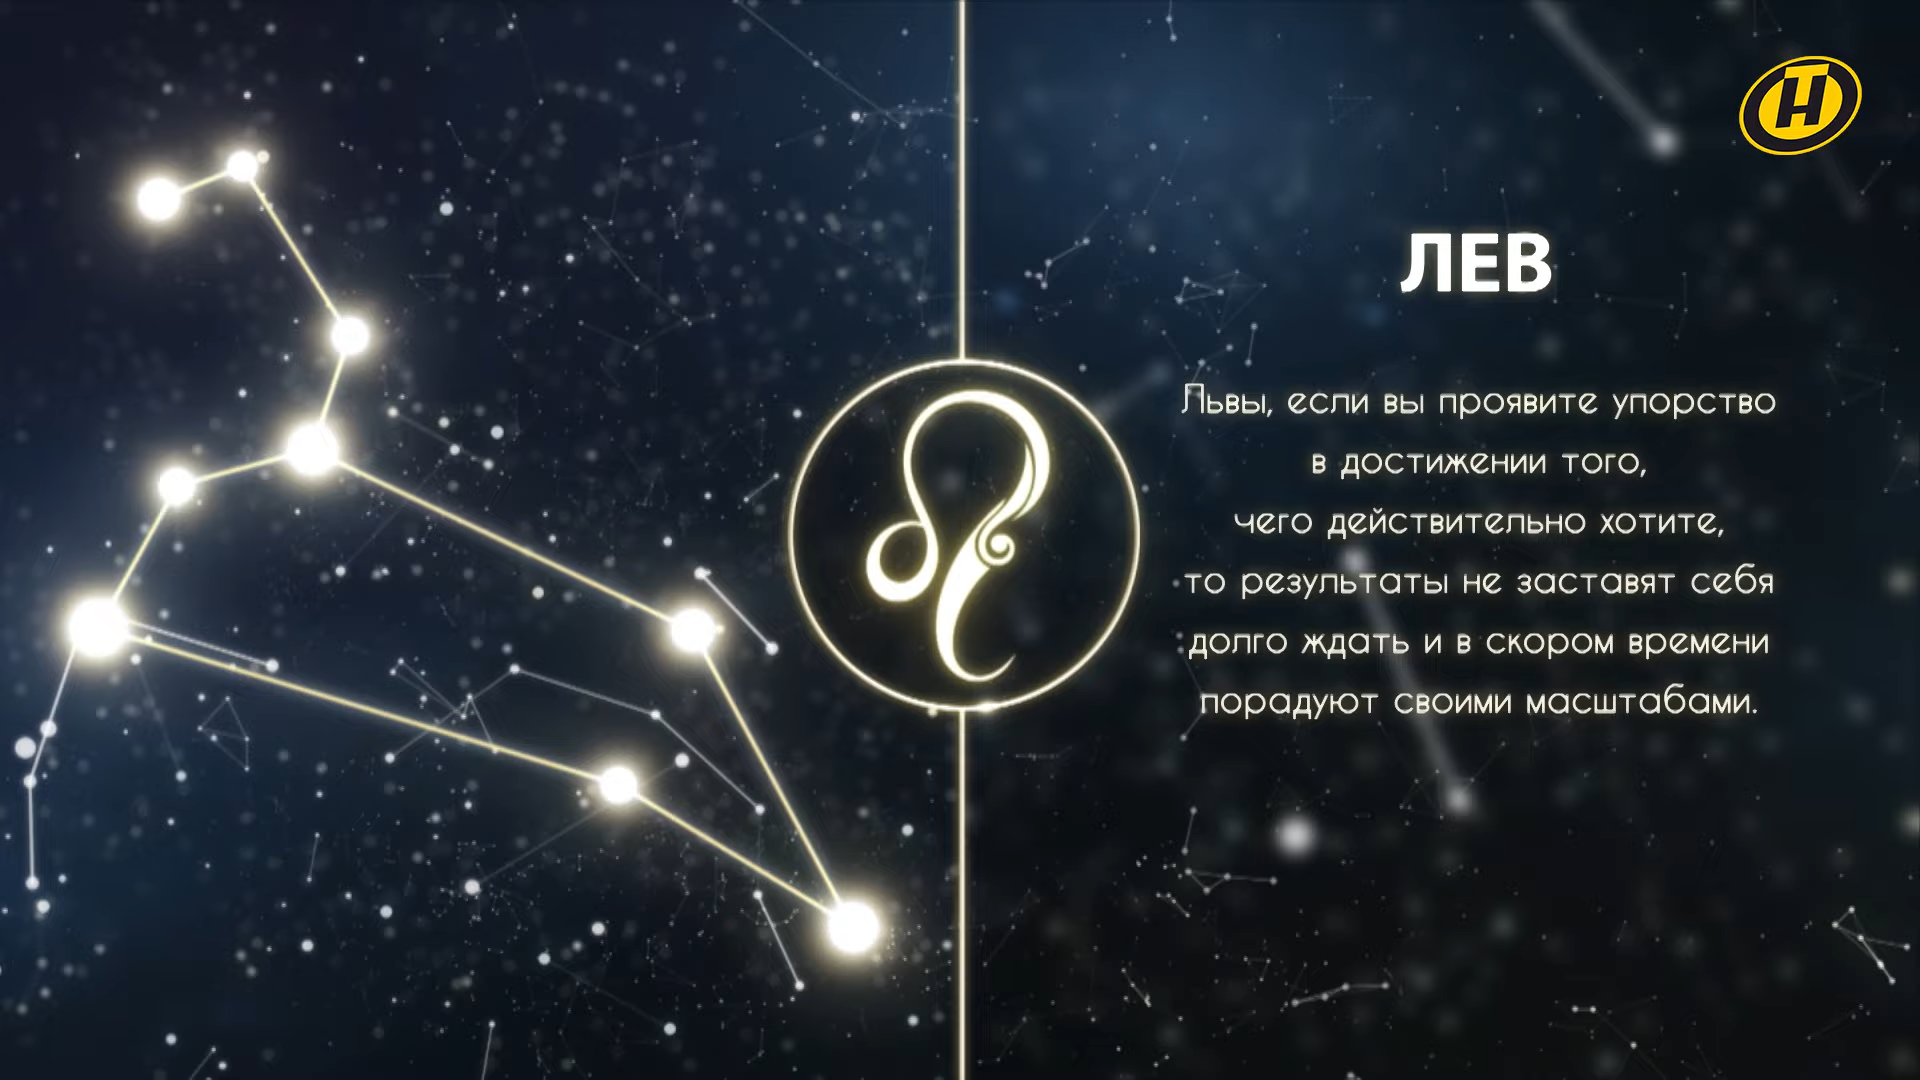 ОНТ
ЛЕВ
Львы, если вы проявите упорство
в достижении того,
чего действительно хотите,
то результаты не заставят себя
долго ждать и в скором времени
порадуют своими масштабами.